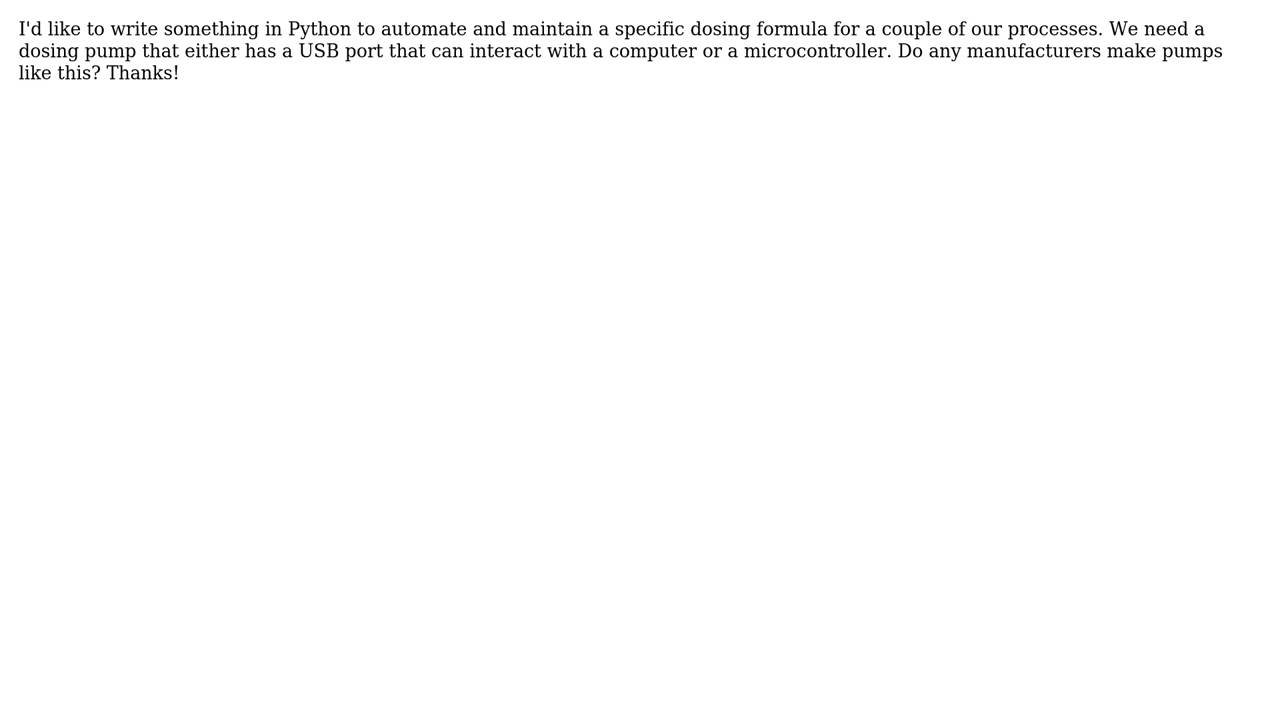 I'd like to write something in Python to automate and maintain a specific dosing formula for a couple of our processes. We need a
dosing pump that either has a USB port that can interact with a computer or a microcontroller. Do any manufacturers make pumps
like this? Thanks!